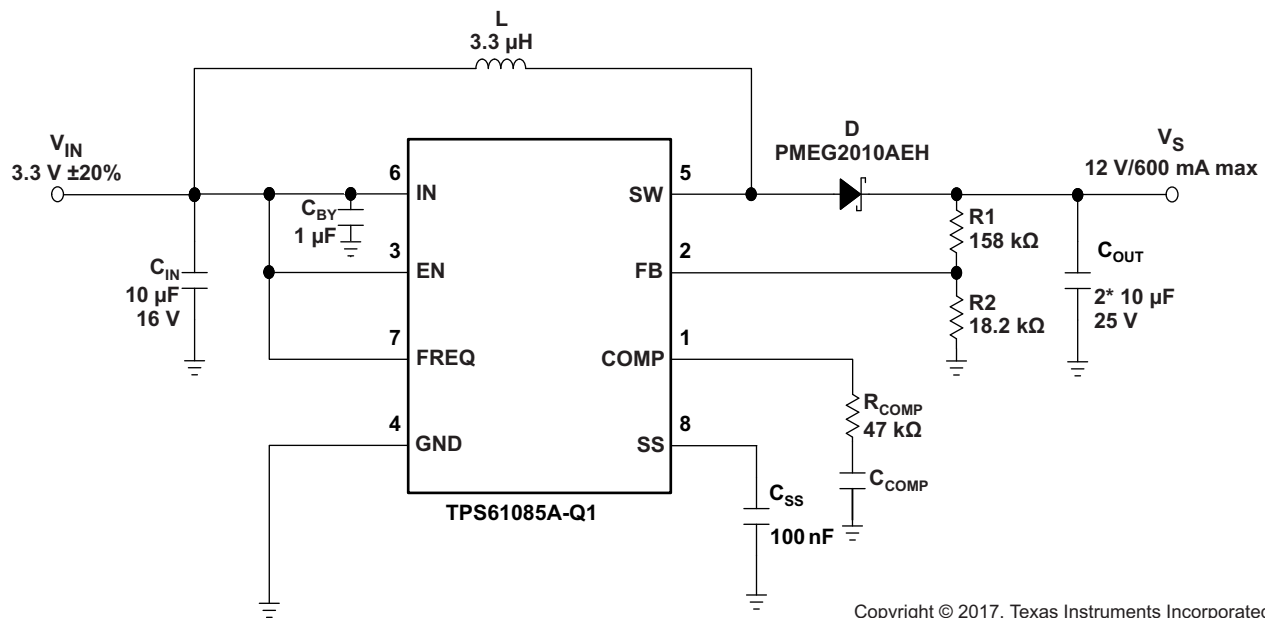 L
3.3 µH
V_IN
3.3 V ±20%
D
PMEG2010AEH
V_S
12 V/600 mA max
6
IN
C_BY
1 µF
5
SW
R1
158 kΩ
C_OUT
2* 10 µF
25 V
3
EN
2
FB
C_IN
10 µF
16 V
R2
18.2 kΩ
7
FREQ
1
COMP
R_COMP
47 kΩ
4
GND
8
SS
C_COMP
C_SS
100 nF
TPS61085A-Q1
Copyright © 2017, Texas Instruments Incorporated